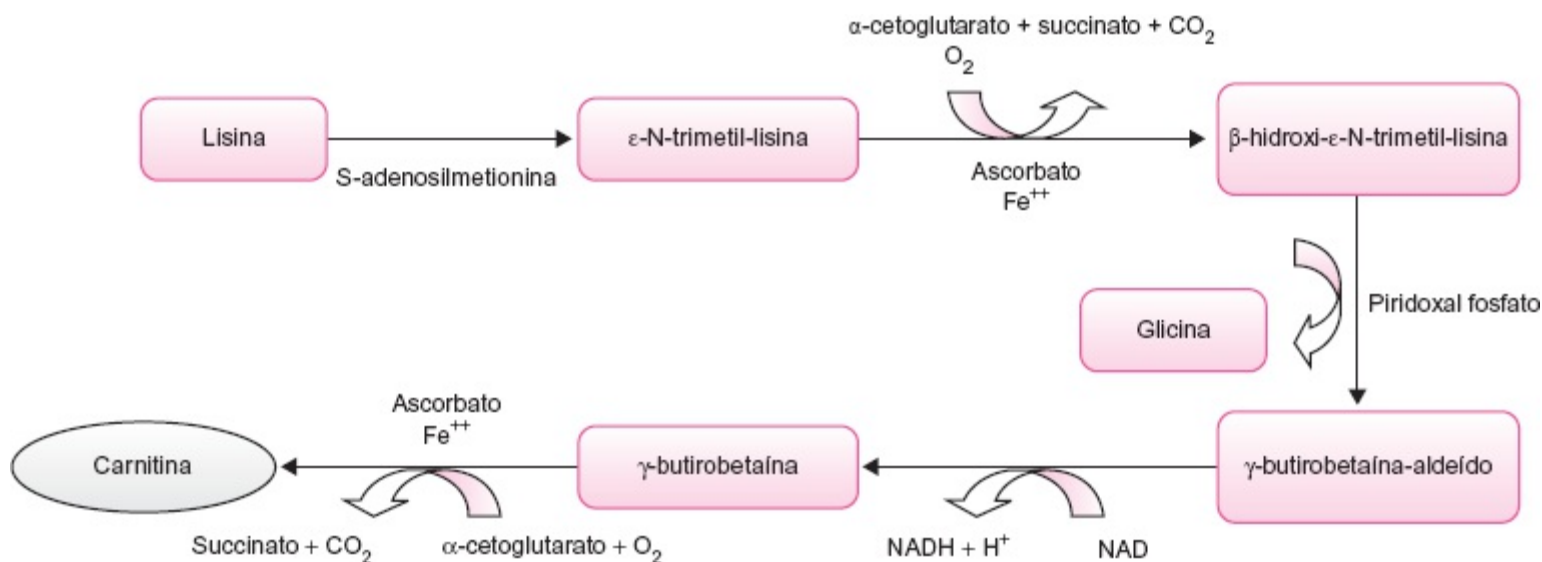 α-cetoglutarato + succinato + CO₂
O₂
Lisina
S-adenosilmetionina
ε-N-trimetil-lisina
Ascorbato
Fe⁺⁺
β-hidroxi-ε-N-trimetil-lisina
Glicina
Piridoxal fosfato
γ-butirobetaína-aldeído
NADH + H⁺
NAD
γ-butirobetaína
Ascorbato
Fe⁺⁺
Succinato + CO₂
α-cetoglutarato + O₂
Carnitina